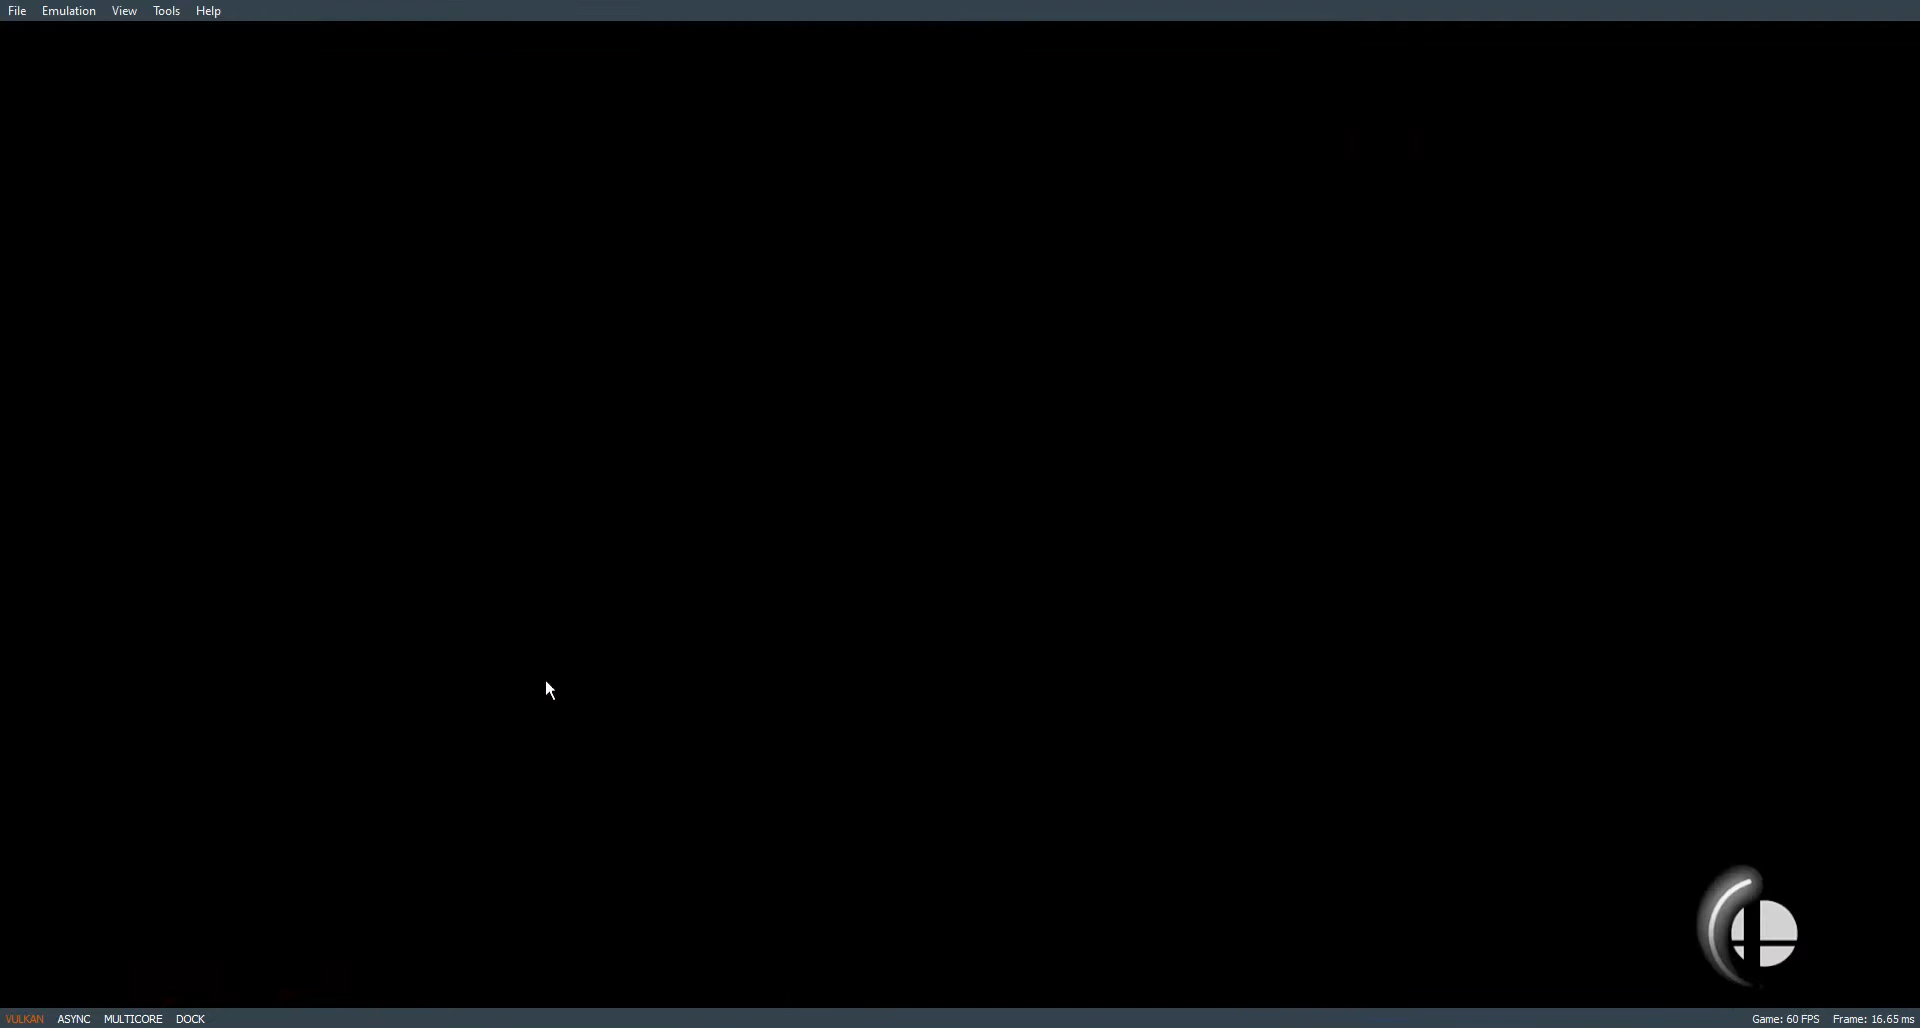 File Emulation View Tools Help
VULKAN ASYNC MULTICORE DOCK Game: 60 FPS Frame: 16.65 ms